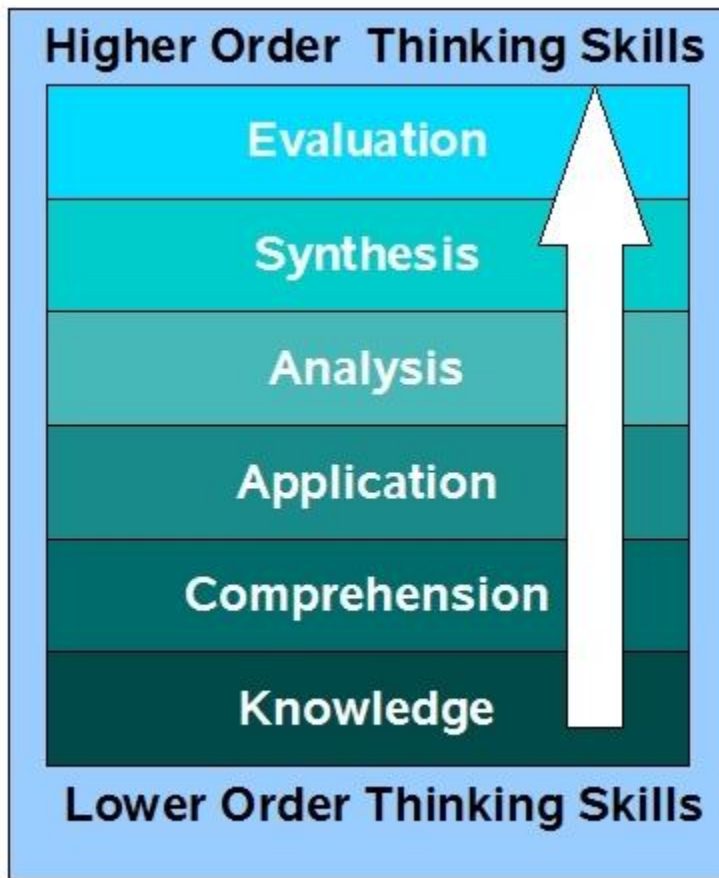 Higher Order Thinking Skills
Evaluation
Synthesis
Analysis
Application
Comprehension
Knowledge
Lower Order Thinking Skills